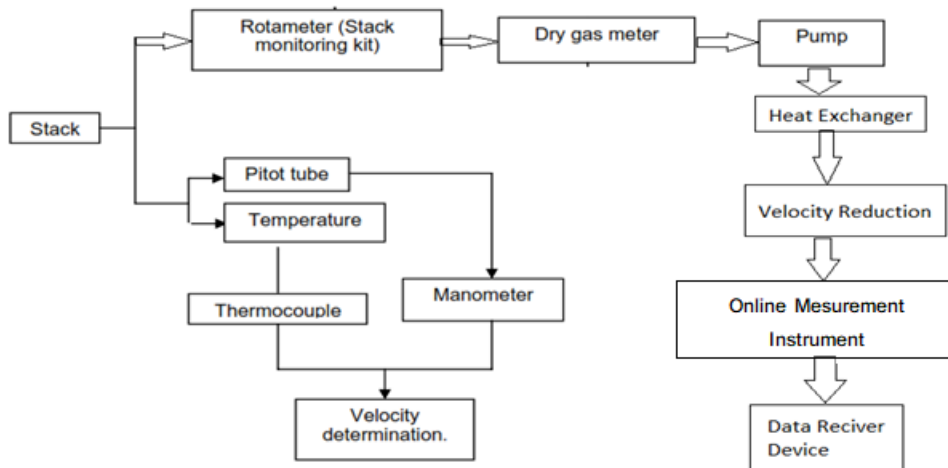 Rotameter (Stack
monitoring kit)
Dry gas meter
Pump
Stack
Heat Exchanger
Pitot tube
Temperature
Velocity Reduction
Thermocouple
Manometer
Online Mesurement
Instrument
Velocity
determination.
Data Reciver
Device